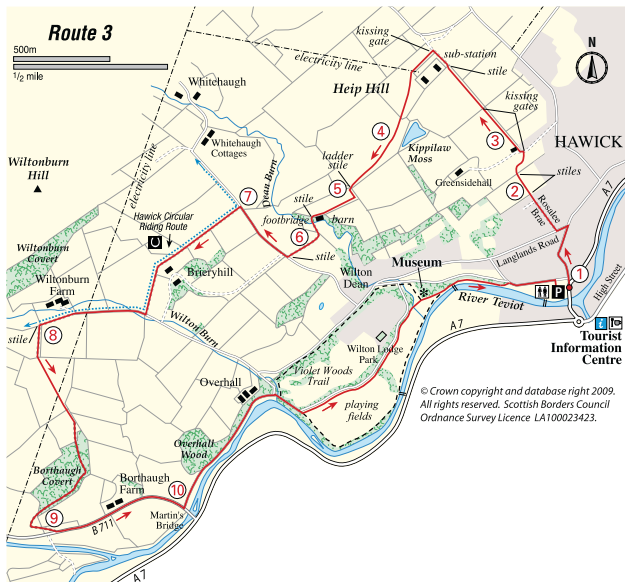 Route 3
500m
1/2 mile
kissing
gate
sub-station
stile
electricity line
N
Heip Hill
Whitehaugh
kissing
gates
4
3
HAWICK
Whitehaugh
Cottages
Kippilaw
Moss
Wiltonburn
Hill
electricity line
Dean Burn
ladder
stile
Greensidehall
stiles
2
A 7
5
7
stile
Hawick Circular
Riding Route
footbridge
barn
6
Rosalee
Brae
Wiltonburn
Covert
stile
Langlands Road
Museum
1
Wilton
Dean
Brieryhill
Wiltonburn
Farm
P
High Street
River Teviot
8
stile
Wilton Burn
A 7
i
Tourist
Information
Centre
Wilton Lodge
Park
Violet Woods
Trail
Overhall
© Crown copyright and database right 2009.
All rights reserved. Scottish Borders Council
Ordnance Survey Licence LA100023423.
playing
fields
Overhall
Wood
Borthaugh
Covert
Borthaugh
Farm
10
9
B 711
Martin's
Bridge
A 7